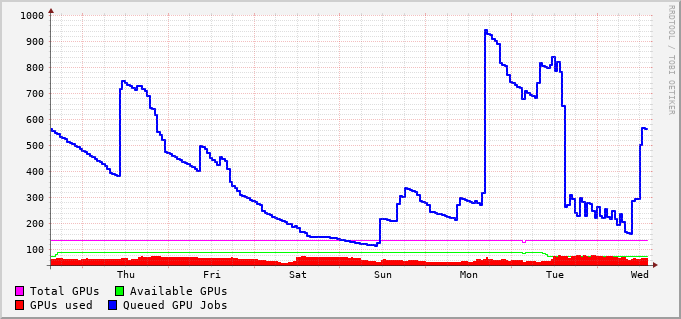 1000
900
800
700
600
500
400
300
200
100
Thu Fri Sat Sun Mon Tue Wed
Total GPUs Available GPUs
GPUs used Queued GPU Jobs
RRDTOOL / TOBI OETIKER